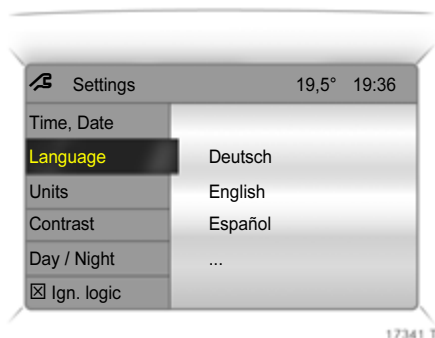 Settings 19,5° 19:36
Time, Date
Language Deutsch
Units English
Contrast Español
Day / Night ...
☒ Ign. logic
17341 T